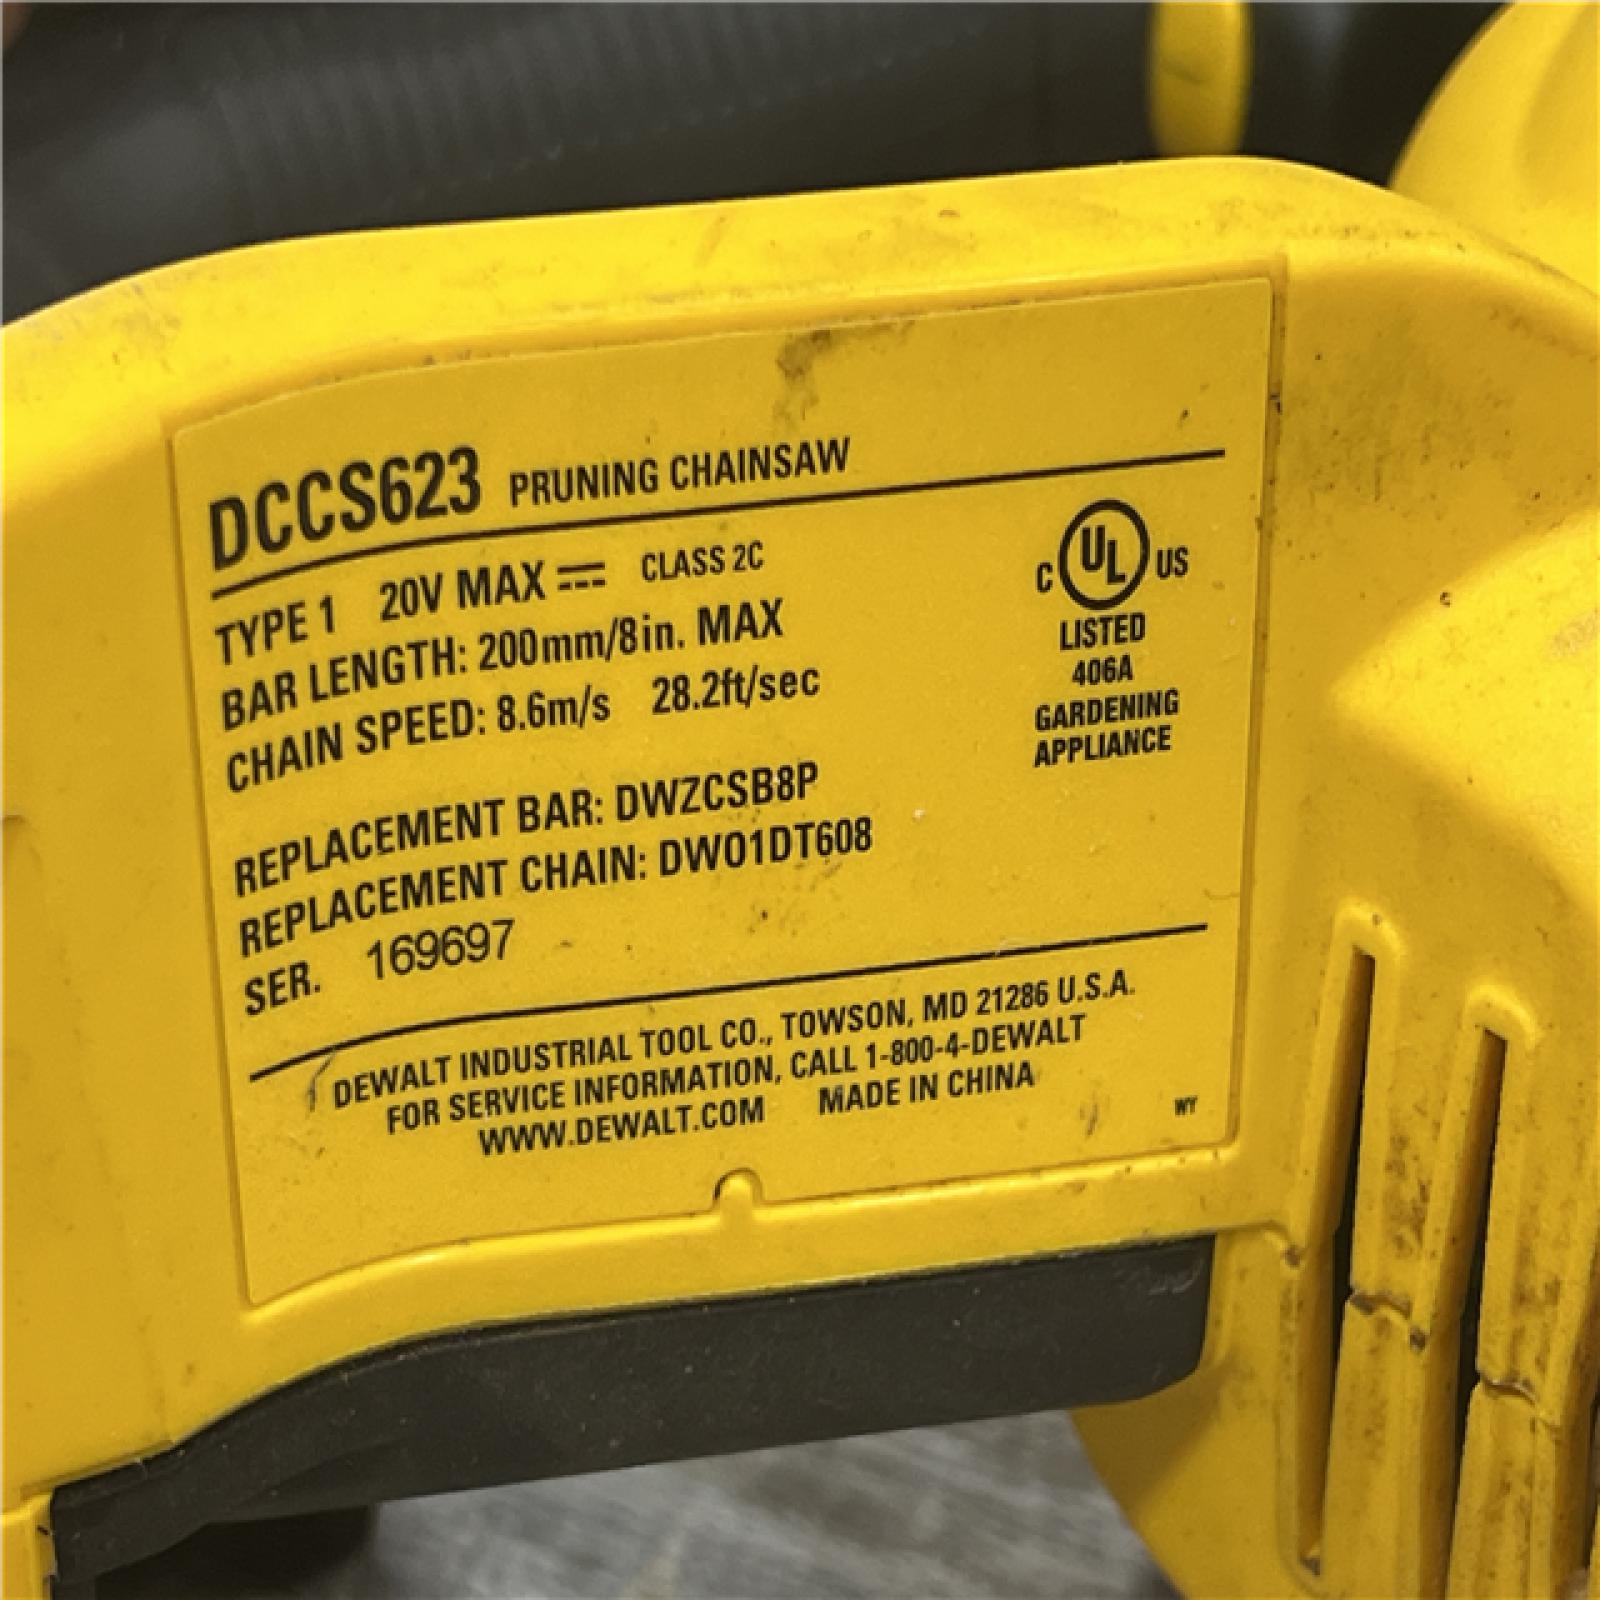 DCCS623 PRUNING CHAINSAW
TYPE 1 20V MAX ⎓ CLASS 2C
BAR LENGTH: 200mm/8in. MAX
CHAIN SPEED: 8.6m/s 28.2ft/sec
C UL US
LISTED
406A
GARDENING
APPLIANCE
REPLACEMENT BAR: DWZCSB8P
REPLACEMENT CHAIN: DWO1DT608
SER. 169697
DEWALT INDUSTRIAL TOOL CO., TOWSON, MD 21286 U.S.A.
FOR SERVICE INFORMATION, CALL 1-800-4-DEWALT
WWW.DEWALT.COM MADE IN CHINA
WY